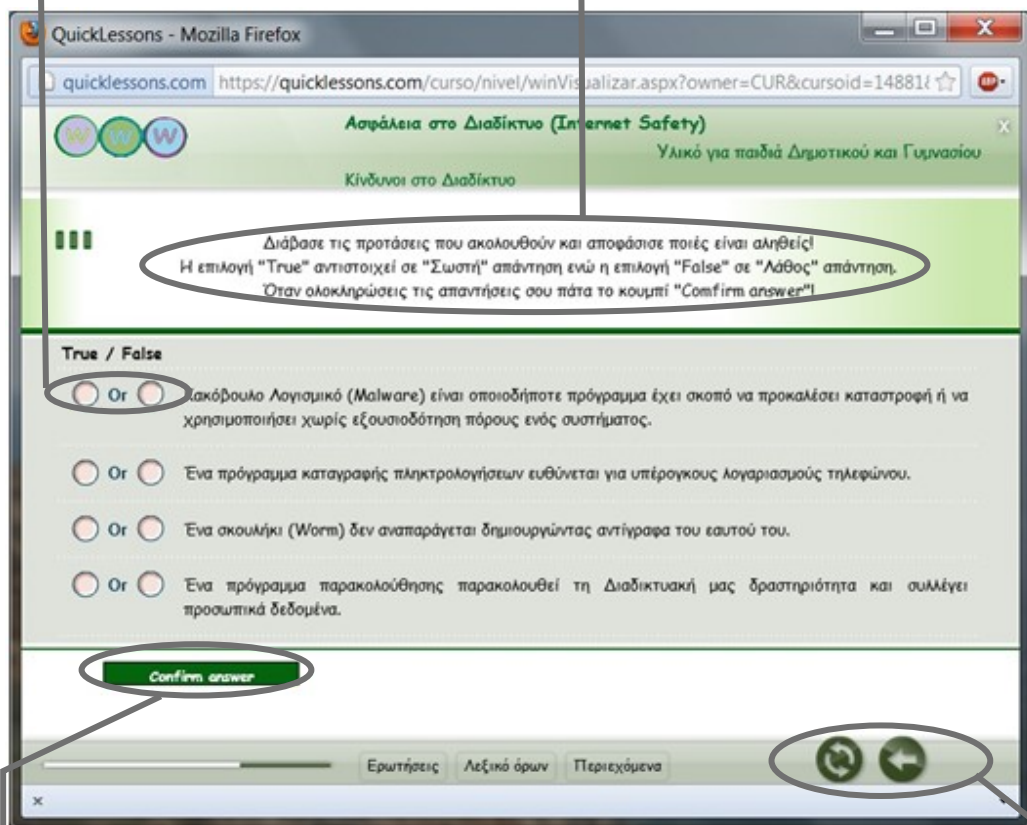 QuickLessons - Mozilla Firefox
quicklessons.com https://quicklessons.com/curso/nivel/winVisualizar.aspx?owner=CUR&cursoid=14881
ABP
WWW
Ασφάλεια στο Διαδίκτυο (Internet Safety)
x
Υλικό για παιδιά Δημοτικού και Γυμνασίου
Κίνδυνοι στο Διαδίκτυο
Διάβασε τις προτάσεις που ακολουθούν και αποφάσισε ποιές είναι αληθείς!
Η επιλογή "True" αντιστοιχεί σε "Σωστή" απάντηση ενώ η επιλογή "False" σε "Λάθος" απάντηση.
Όταν ολοκληρώσεις τις απαντήσεις σου πάτα το κουμπί "Comfirm answer"!
True / False
Or Κακόβουλο Λογισμικό (Malware) είναι οποιοδήποτε πρόγραμμα έχει σκοπό να προκαλέσει καταστροφή ή να
χρησιμοποιήσει χωρίς εξουσιοδότηση πόρους ενός συστήματος.
Or Ένα πρόγραμμα καταγραφής πληκτρολογήσεων ευθύνεται για υπέρογκους λογαριασμούς τηλεφώνου.
Or Ένα σκουλήκι (Worm) δεν αναπαράγεται δημιουργώντας αντίγραφα του εαυτού του.
Or Ένα πρόγραμμα παρακολούθησης παρακολουθεί τη Διαδικτυακή μας δραστηριότητα και συλλέγει
προσωπικά δεδομένα.
Confirm answer
Ερωτήσεις Λεξικό όρων Περιεχόμενα
x